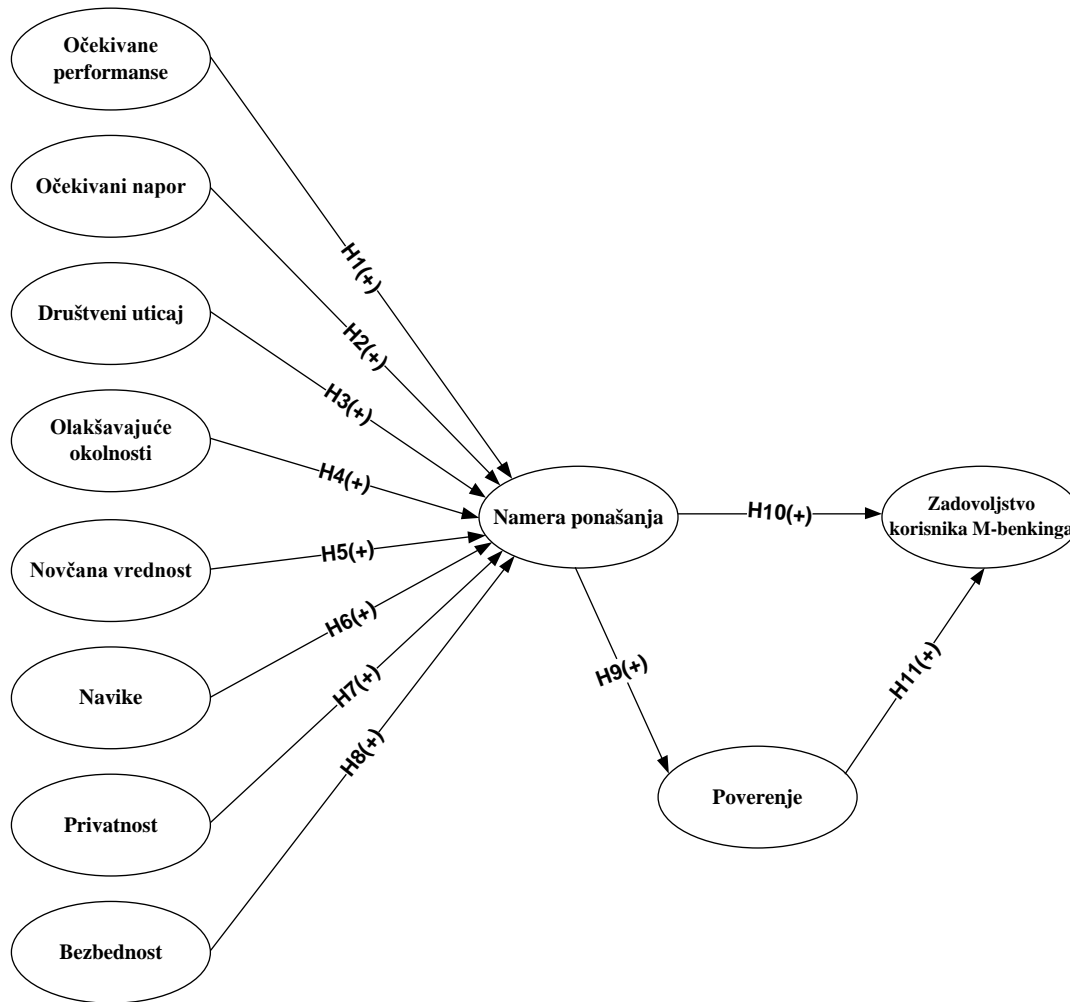 Očekivane
performanse
Očekivani napor
Društveni uticaj
Olakšavajuće
okolnosti
Novčana vrednost
Navike
Privatnost
Bezbednost
H1(+)
H2(+)
H3(+)
H4(+)
H5(+)
H6(+)
H7(+)
H8(+)
Namera ponašanja
H10(+)
H9(+)
Poverenje
H11(+)
Zadovoljstvo
korisnika M-benkinga